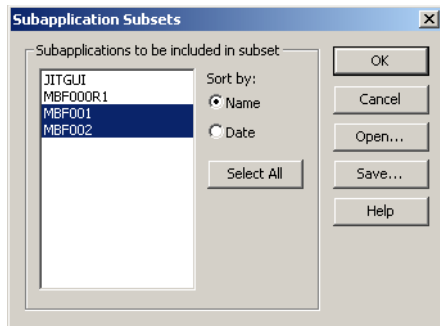 Subapplication Subsets
Subapplications to be included in subset
JITGUI
MBF000R1
MBF001
MBF002
Sort by:
Name
Date
Select All
OK
Cancel
Open...
Save...
Help